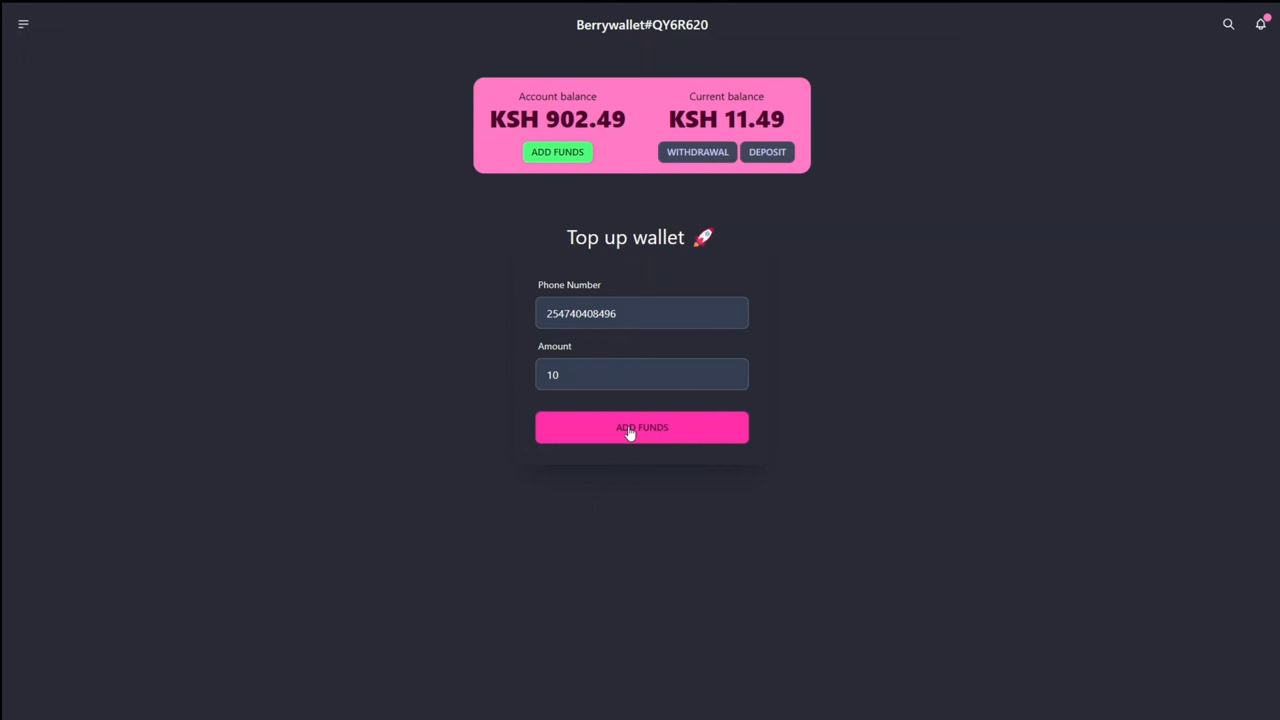 Berrywallet#QY6R620
Account balance
KSH 902.49
ADD FUNDS
Current balance
KSH 11.49
WITHDRAWAL
DEPOSIT
Top up wallet 🚀
Phone Number
254740408496
Amount
10
ADD FUNDS